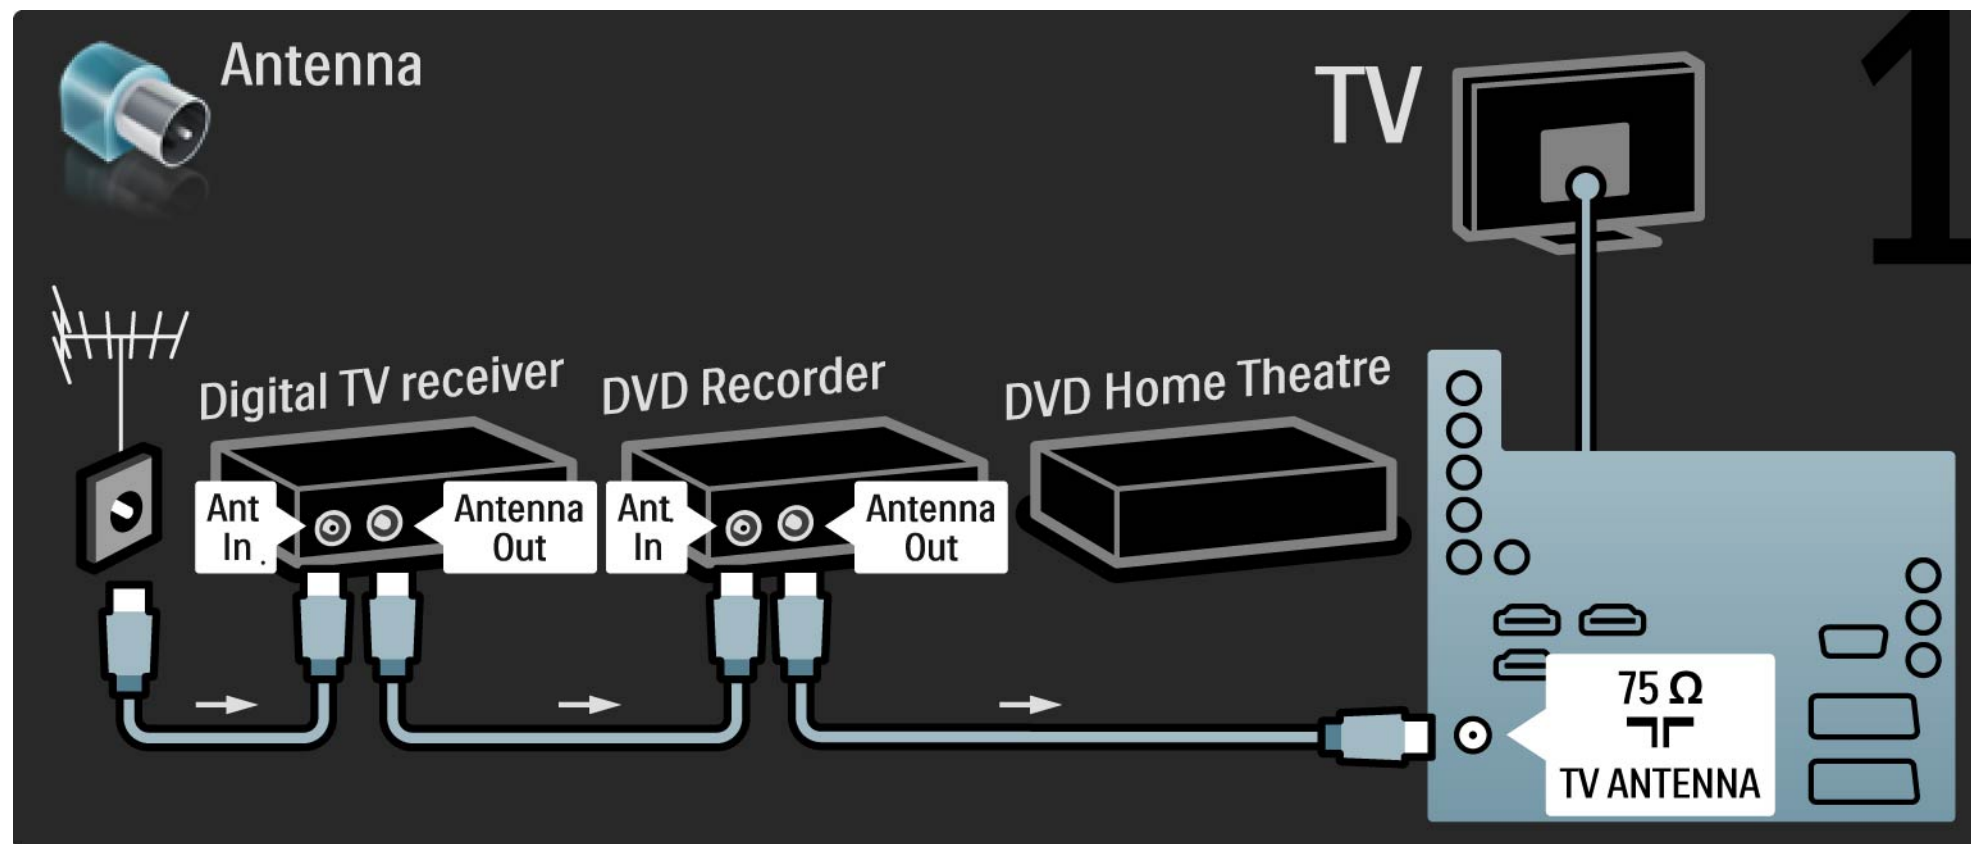 Antenna
TV
1
Digital TV receiver
DVD Recorder
DVD Home Theatre
Ant
In .
Antenna
Out
Ant.
In
Antenna
Out
75 Ω
TV ANTENNA